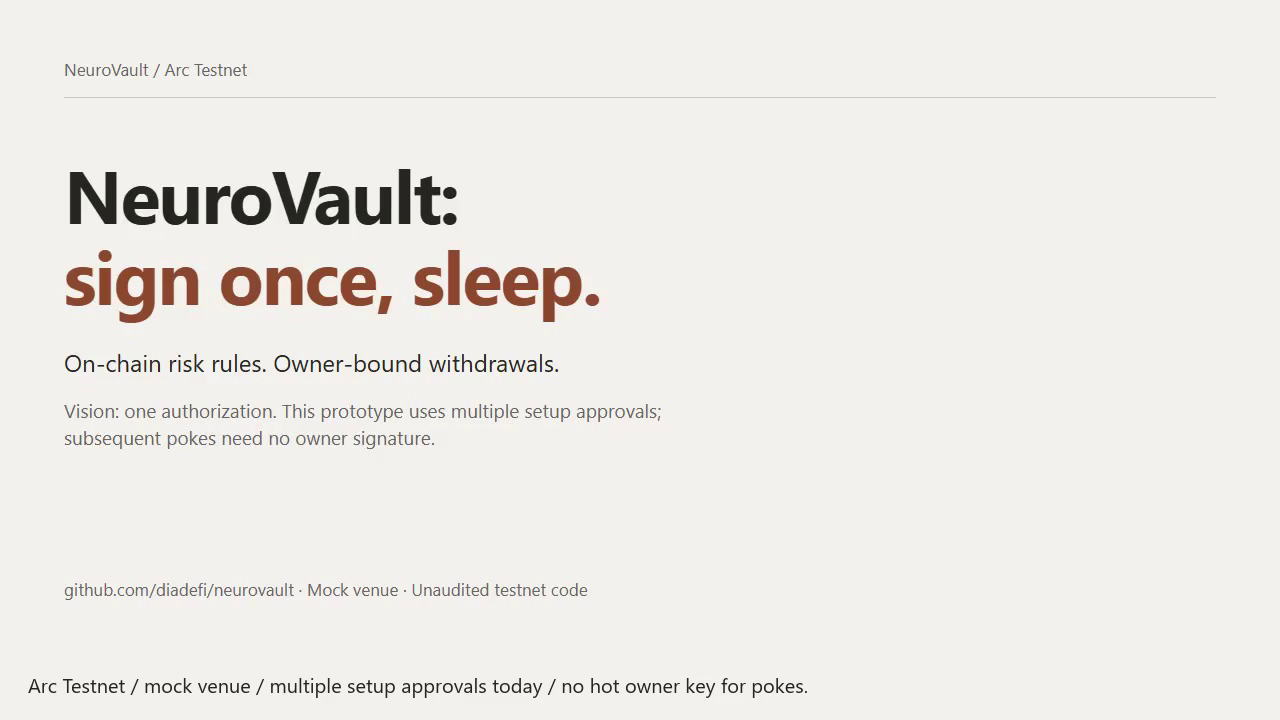 NeuroVault / Arc Testnet
NeuroVault:
sign once, sleep.
On-chain risk rules. Owner-bound withdrawals.
Vision: one authorization. This prototype uses multiple setup approvals;
subsequent pokes need no owner signature.
github.com/diadefi/neurovault · Mock venue · Unaudited testnet code
Arc Testnet / mock venue / multiple setup approvals today / no hot owner key for pokes.